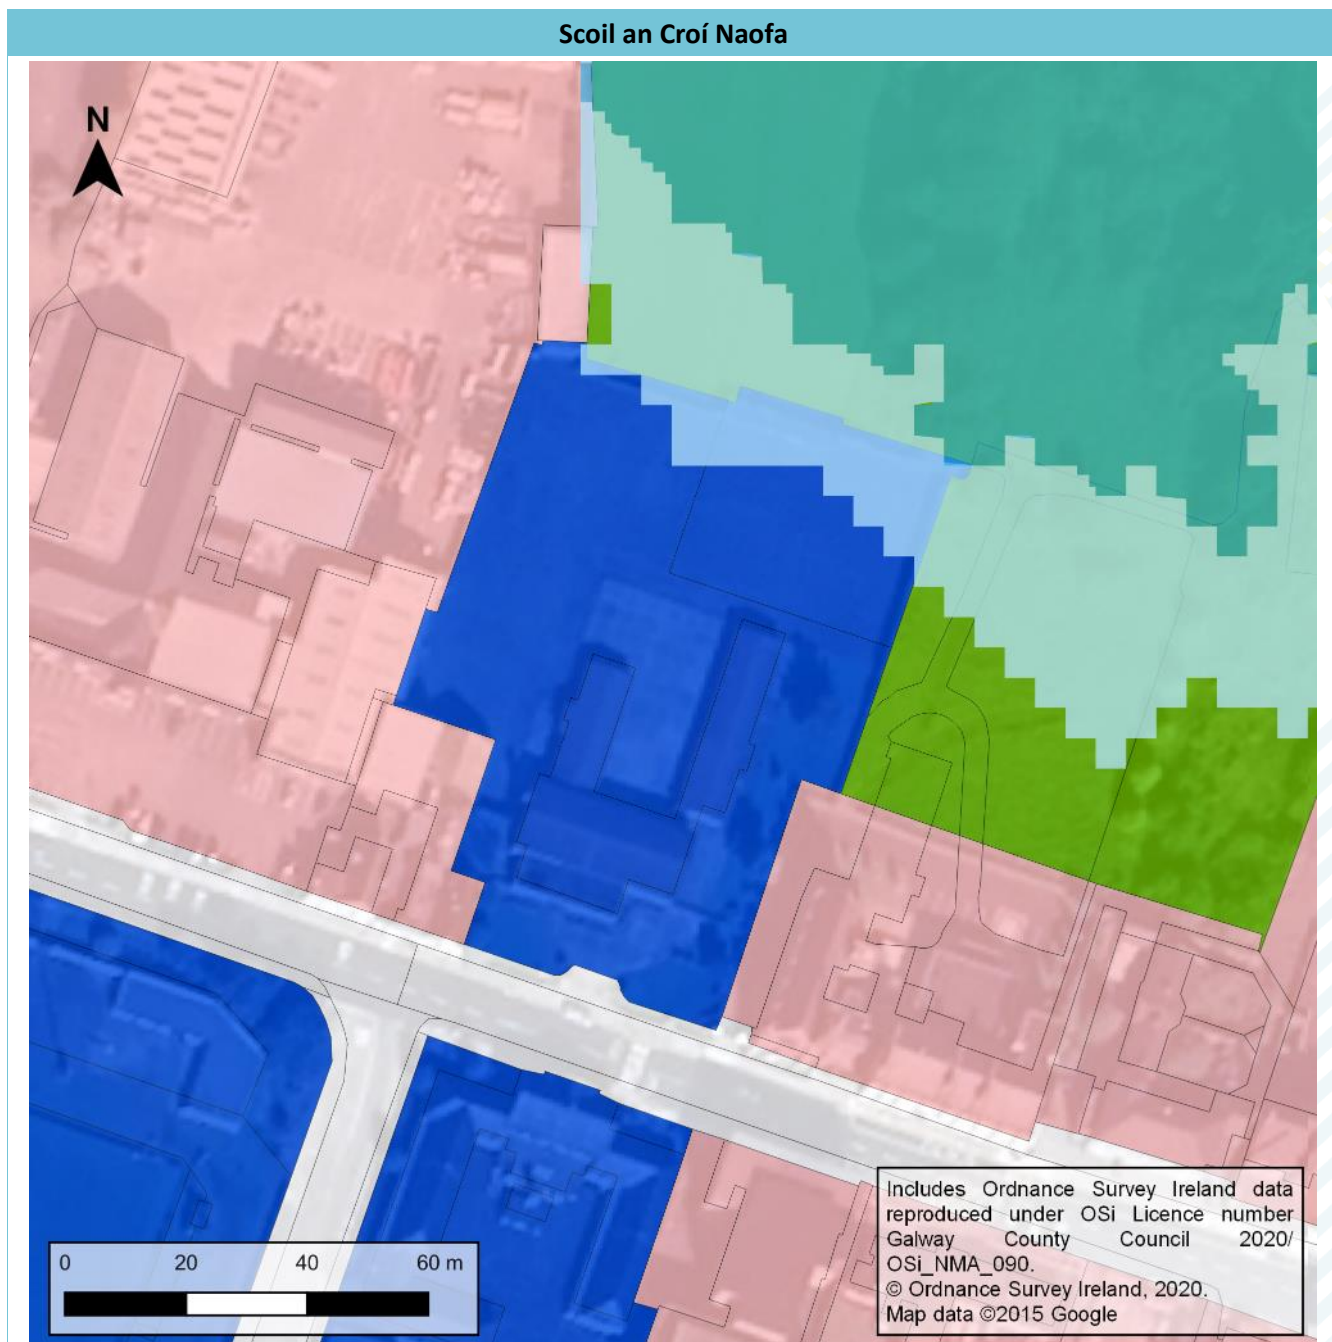 Scoil an Croí Naofa
N
Includes Ordnance Survey Ireland data
reproduced under OSi Licence number
Galway County Council 2020/
OSi_NMA_090.
© Ordnance Survey Ireland, 2020.
Map data ©2015 Google
0 20 40 60 m